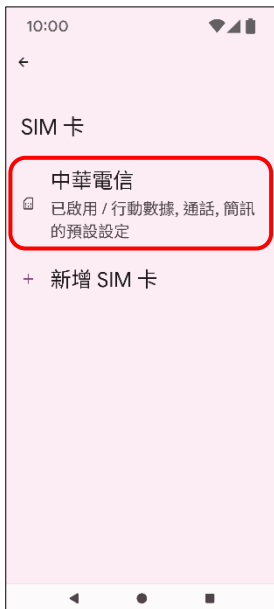 10:00
SIM 卡
中華電信
已啟用 / 行動數據, 通話, 簡訊
的預設設定
+ 新增 SIM 卡